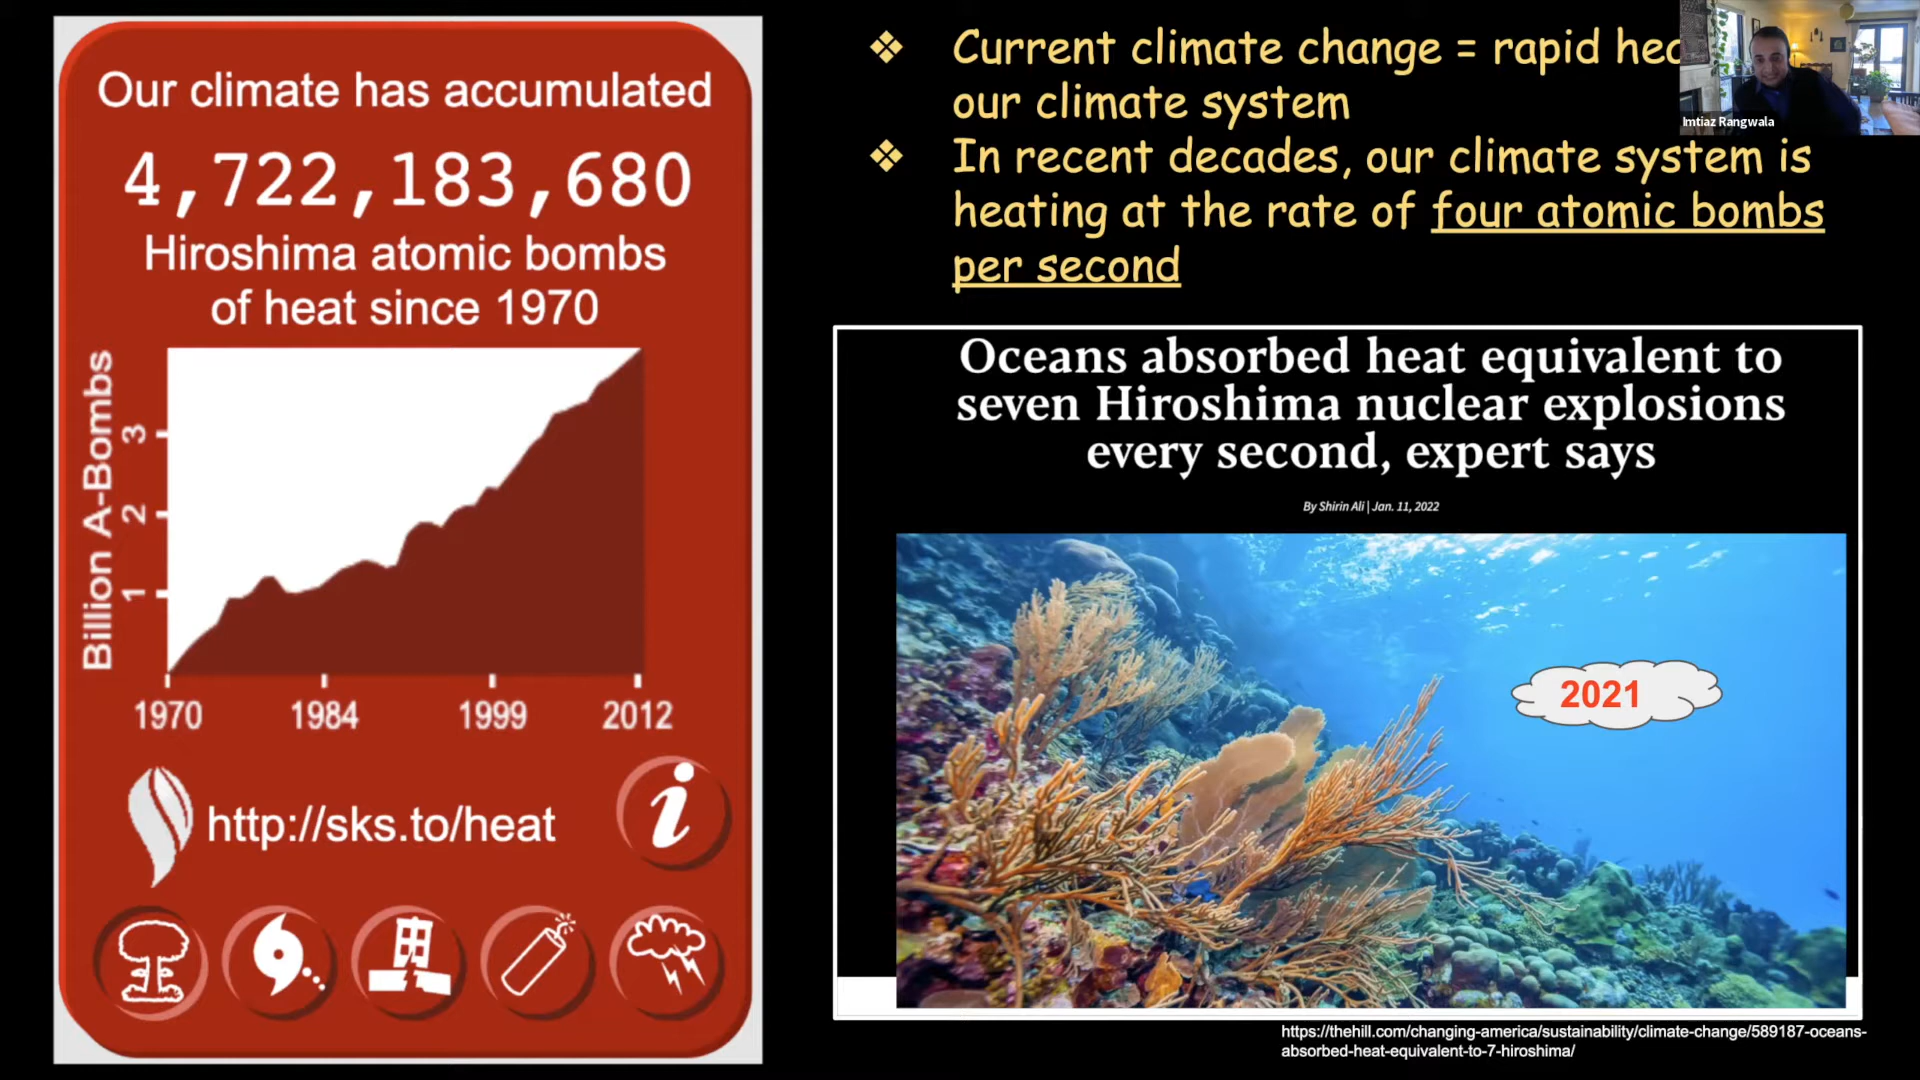 Our climate has accumulated
4,722,183,680
Hiroshima atomic bombs
of heat since 1970
Billion A-Bombs
3
2
1
1970 1984 1999 2012
http://sks.to/heat
i
❖ Current climate change = rapid
our climate system
❖ In recent decades, our climate system is
heating at the rate of four atomic bombs
per second
Imtiaz Rangwala
Oceans absorbed heat equivalent to
seven Hiroshima nuclear explosions
every second, expert says
By Shirin Ali | Jan. 11, 2022
2021
https://thehill.com/changing-america/sustainability/climate-change/589187-oceans-
absorbed-heat-equivalent-to-7-hiroshima/